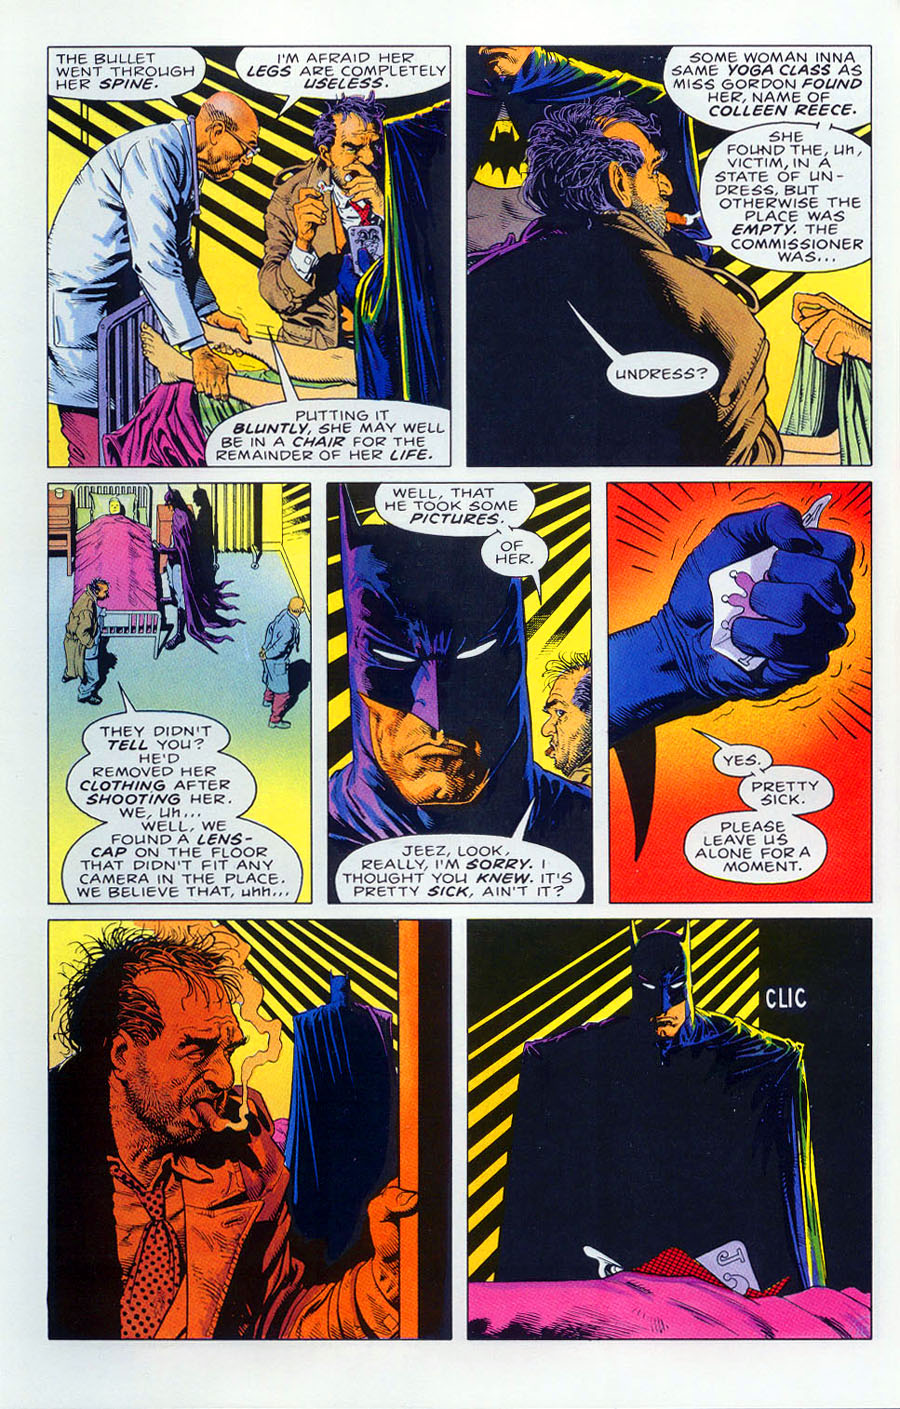 THE BULLET
WENT THROUGH
HER SPINE.
I'M AFRAID HER
LEGS ARE COMPLETELY
USELESS.
PUTTING IT
BLUNTLY, SHE MAY WELL
BE IN A CHAIR FOR THE
REMAINDER OF HER LIFE.
SOME WOMAN INNA
SAME YOGA CLASS AS
MISS GORDON FOUND
HER, NAME OF
COLLEEN REECE.
SHE
FOUND THE, UH,
VICTIM, IN A
STATE OF UN-
DRESS, BUT
OTHERWISE THE
PLACE WAS
EMPTY. THE
COMMISSIONER
WAS...
UNDRESS?
THEY DIDN'T
TELL YOU?
HE'D
REMOVED HER
CLOTHING AFTER
SHOOTING HER.
WE, UH...
WELL, WE
FOUND A LENS-
CAP ON THE FLOOR
THAT DIDN'T FIT ANY
CAMERA IN THE PLACE.
WE BELIEVE THAT, UHH...
WELL, THAT
HE TOOK SOME
PICTURES.
OF
HER.
JEEZ, LOOK,
REALLY, I'M SORRY. I
THOUGHT YOU KNEW. IT'S
PRETTY SICK, AIN'T IT?
YES.
PRETTY
SICK.
PLEASE
LEAVE US
ALONE FOR A
MOMENT.
CLIC
J